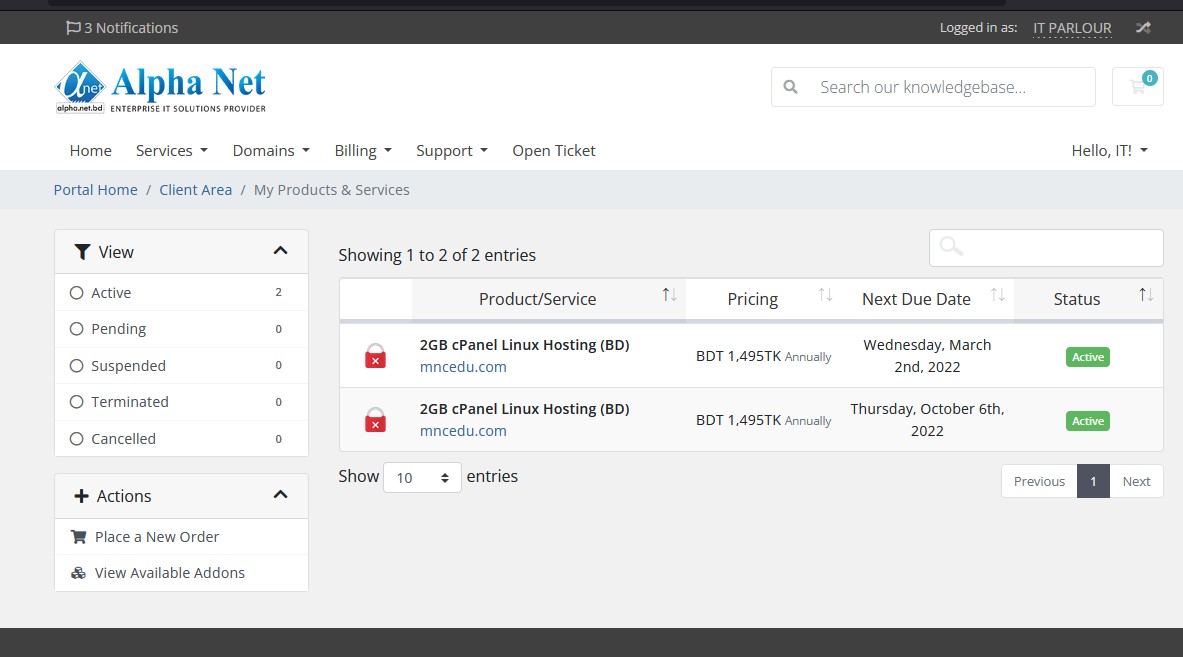 3 Notifications
Logged in as: IT PARLOUR
αnet
alpha.net.bd
Alpha Net
ENTERPRISE IT SOLUTIONS PROVIDER
Search our knowledgebase...
0
Home Services Domains Billing Support Open Ticket Hello, IT!
Portal Home / Client Area / My Products & Services
View
Active 2
Pending 0
Suspended 0
Terminated 0
Cancelled 0
Actions
Place a New Order
View Available Addons
Showing 1 to 2 of 2 entries
Product/Service Pricing Next Due Date Status
2GB cPanel Linux Hosting (BD)
mncedu.com
BDT 1,495TK Annually
Wednesday, March
2nd, 2022
Active
2GB cPanel Linux Hosting (BD)
mncedu.com
BDT 1,495TK Annually
Thursday, October 6th,
2022
Active
Show 10 entries
Previous 1 Next